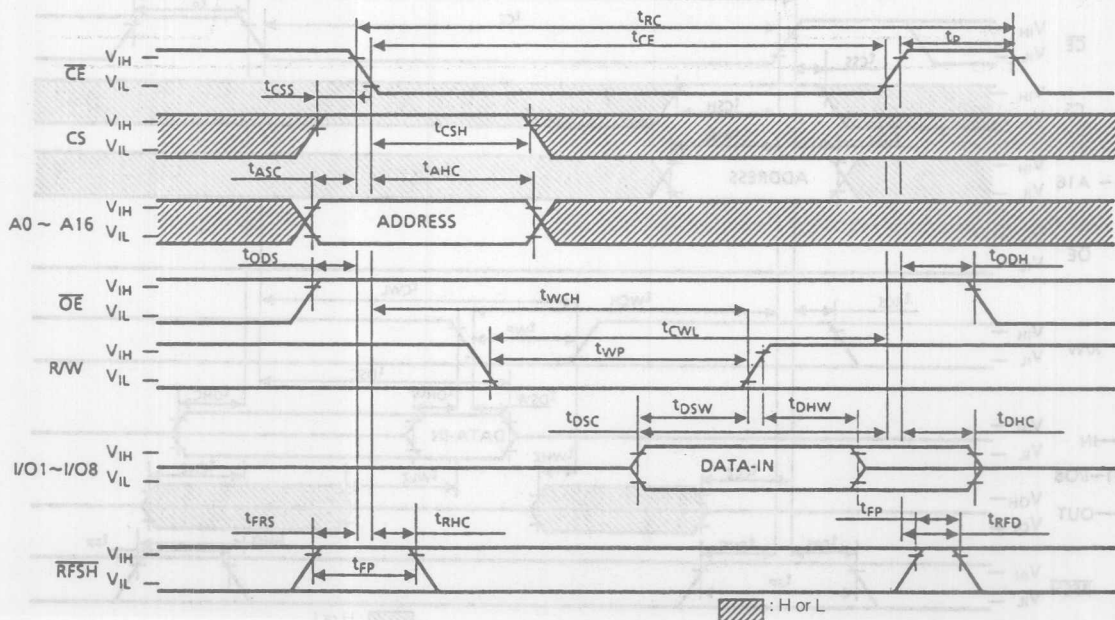 tRC
tCE
tP
CE
VIH
VIL
tCSS
CS
VIH
VIL
tCSH
tASC
tAHC
A0 ~ A16
VIH
VIL
ADDRESS
tODS
tODH
OE
VIH
VIL
tWCH
tCWL
R/W
VIH
VIL
tWP
tDSC
tDSW
tDHW
tDHC
I/O1~I/O8
VIH
VIL
DATA-IN
tFP
tFRS
tRHC
tRFD
RFSH
VIH
VIL
tFP
: H or L